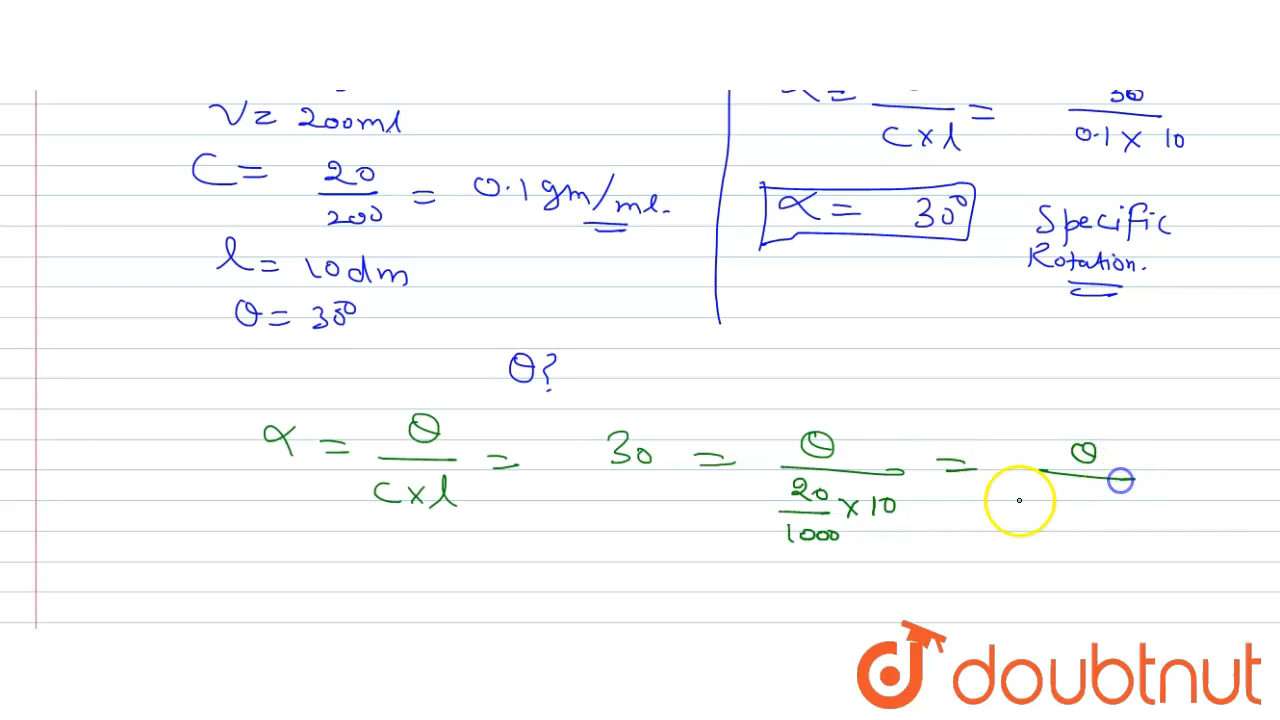 V = 200ml
C = 20/200 = 0.1 gm/ml.
l = 10dm
θ = 30°
α = /C x l = 30/0.1 x 10
α = 30°
Specific
Rotation.
θ?
α = θ/C x l = 30 = θ/(20/1000 x 10) = θ
doubtnut